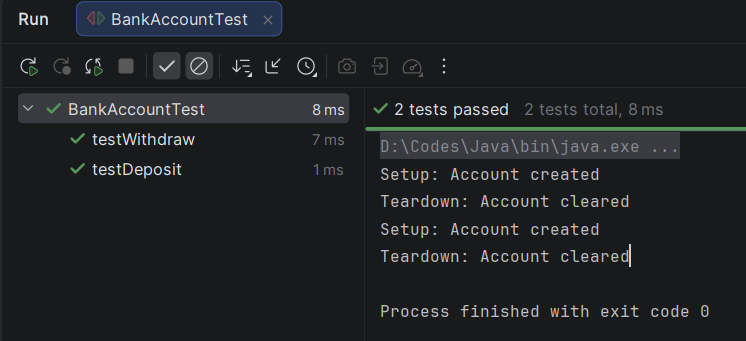 Run BankAccountTest
BankAccountTest 8 ms
testWithdraw 7 ms
testDeposit 1 ms
2 tests passed 2 tests total, 8 ms
D:\Codes\Java\bin\java.exe ...
Setup: Account created
Teardown: Account cleared
Setup: Account created
Teardown: Account cleared
Process finished with exit code 0